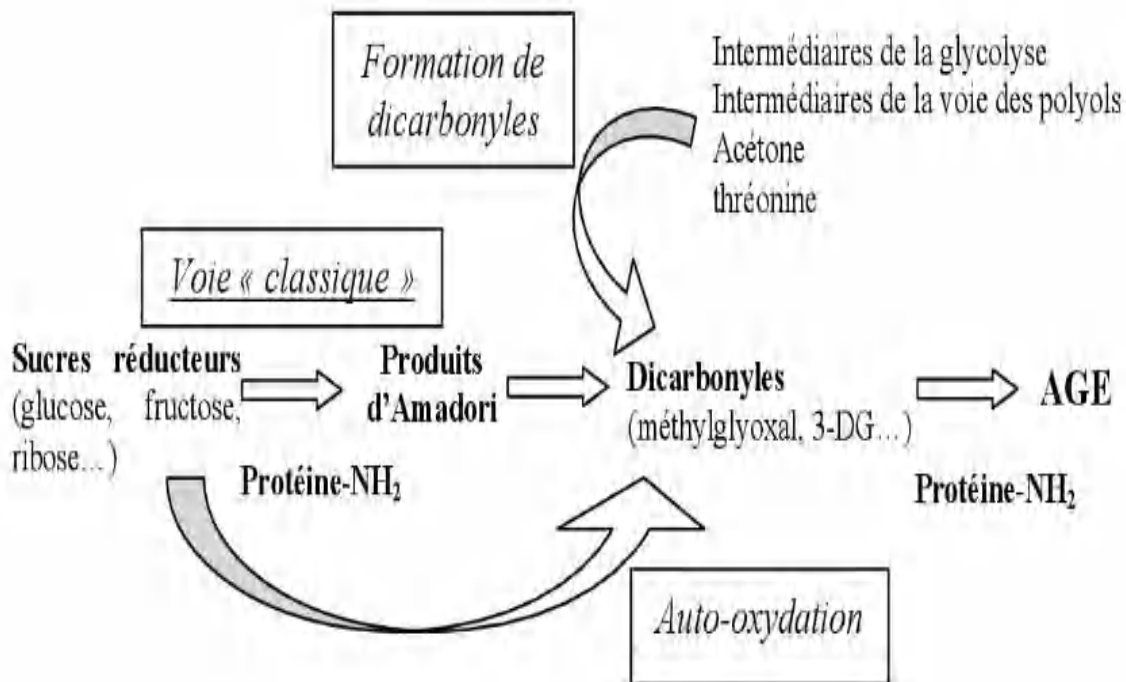 Formation de
dicarbonyles
Intermédiaires de la glycolyse
Intermédiaires de la voie des polyols
Acétone
thréonine
Voie « classique »
Sucres réducteurs
(glucose, fructose,
ribose...)
Protéine-NH₂
Produits
d'Amadori
Dicarbonyles
(méthylglyoxal, 3-DG...)
AGE
Protéine-NH₂
Auto-oxydation